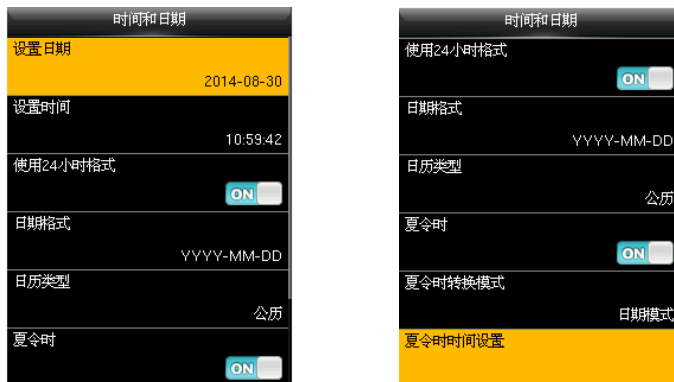 时间和日期
设置日期
2014-08-30
设置时间
10:59:42
使用24小时格式
ON
日期格式
YYYY-MM-DD
日历类型
公历
夏令时
ON
时间和日期
使用24小时格式
ON
日期格式
YYYY-MM-DD
日历类型
公历
夏令时
ON
夏令时转换模式
日期模式
夏令时时间设置